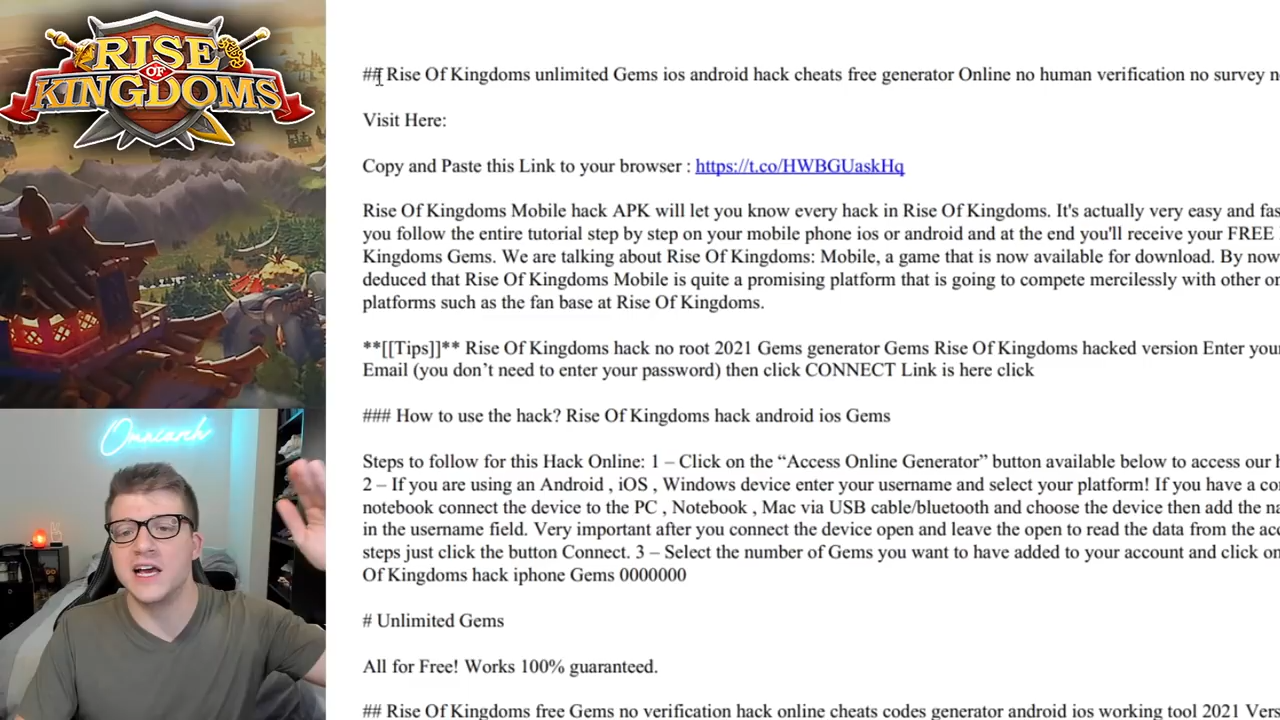 RISE
OF
KINGDOMS
Omniarch
## Rise Of Kingdoms unlimited Gems ios android hack cheats free generator Online no human verification no survey
Visit Here:
Copy and Paste this Link to your browser : https://t.co/HWBGUaskHq
Rise Of Kingdoms Mobile hack APK will let you know every hack in Rise Of Kingdoms. It's actually very easy and
you follow the entire tutorial step by step on your mobile phone ios or android and at the end you'll receive your FREE
Kingdoms Gems. We are talking about Rise Of Kingdoms: Mobile, a game that is now available for download. By now
deduced that Rise Of Kingdoms Mobile is quite a promising platform that is going to compete mercilessly with other
platforms such as the fan base at Rise Of Kingdoms.
**[[Tips]]** Rise Of Kingdoms hack no root 2021 Gems generator Gems Rise Of Kingdoms hacked version Enter
Email (you don’t need to enter your password) then click CONNECT Link is here click
### How to use the hack? Rise Of Kingdoms hack android ios Gems
Steps to follow for this Hack Online: 1 – Click on the “Access Online Generator” button available below to access our
2 – If you are using an Android , iOS , Windows device enter your username and select your platform! If you have a
notebook connect the device to the PC , Notebook , Mac via USB cable/bluetooth and choose the device then add the
in the username field. Very important after you connect the device open and leave the open to read the data from the
steps just click the button Connect. 3 – Select the number of Gems you want to have added to your account and click
Of Kingdoms hack iphone Gems 0000000
# Unlimited Gems
All for Free! Works 100% guaranteed.
## Rise Of Kingdoms free Gems no verification hack online cheats codes generator android ios working tool 2021